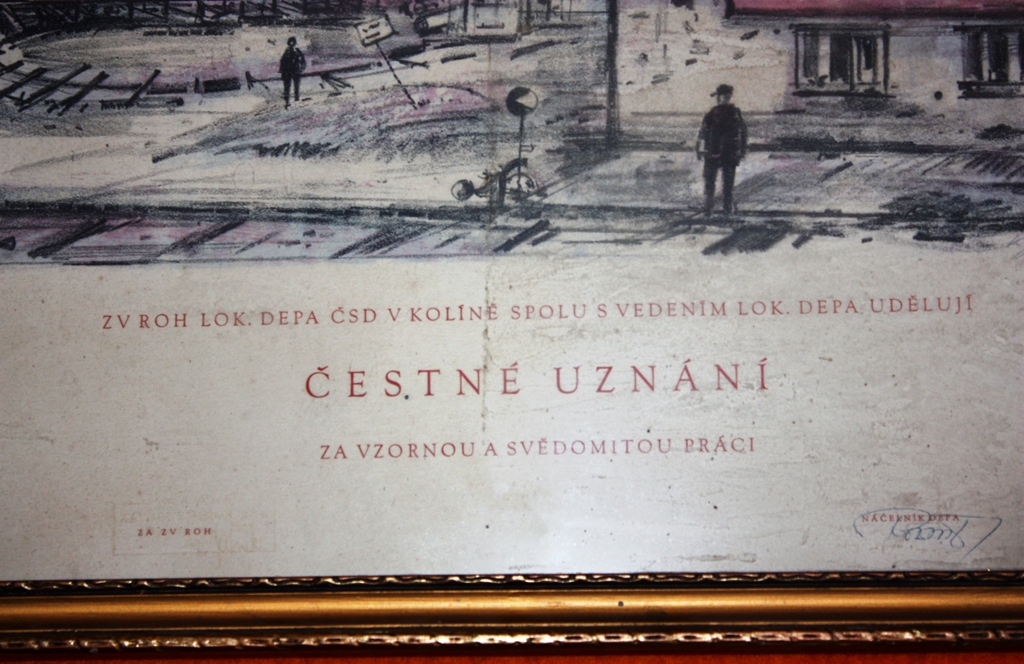 ZV ROH LOK. DEPA ČSD V KOLÍNĚ SPOLU S VEDENÍM LOK. DEPA UDĚLUJÍ
ČESTNÉ UZNÁNÍ
ZA VZORNOU A SVĚDOMITOU PRÁCI
ZA ZV ROH
NÁČELNÍK DEPA